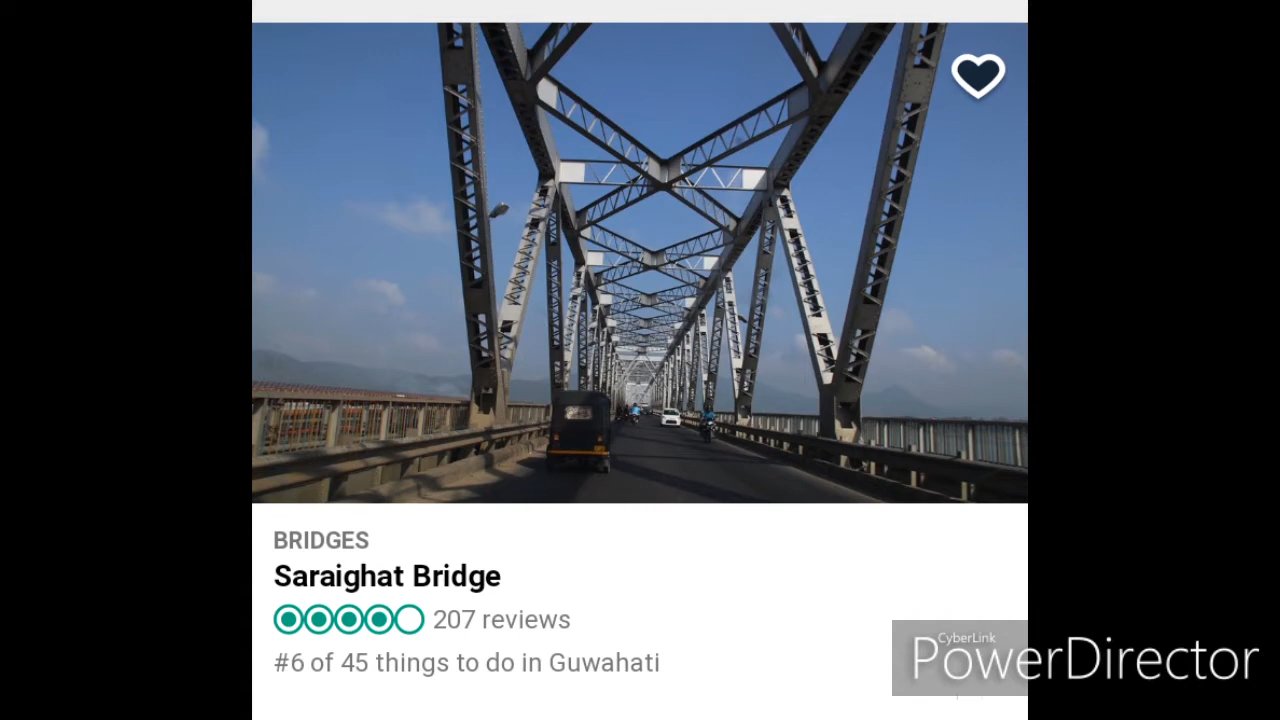 BRIDGES
Saraighat Bridge
207 reviews
#6 of 45 things to do in Guwahati
CyberLink
PowerDirector